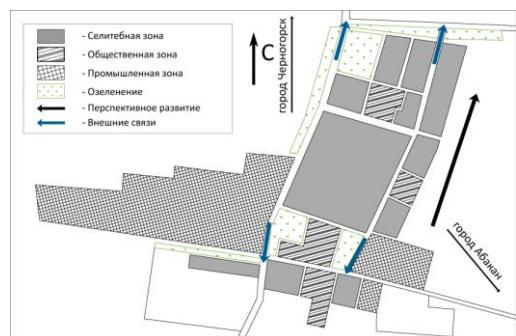 - Селитебная зона
- Общественная зона
- Промышленная зона
- Озеленение
- Перспективное развитие
- Внешние связи
С
город Черногорск
город Абакан